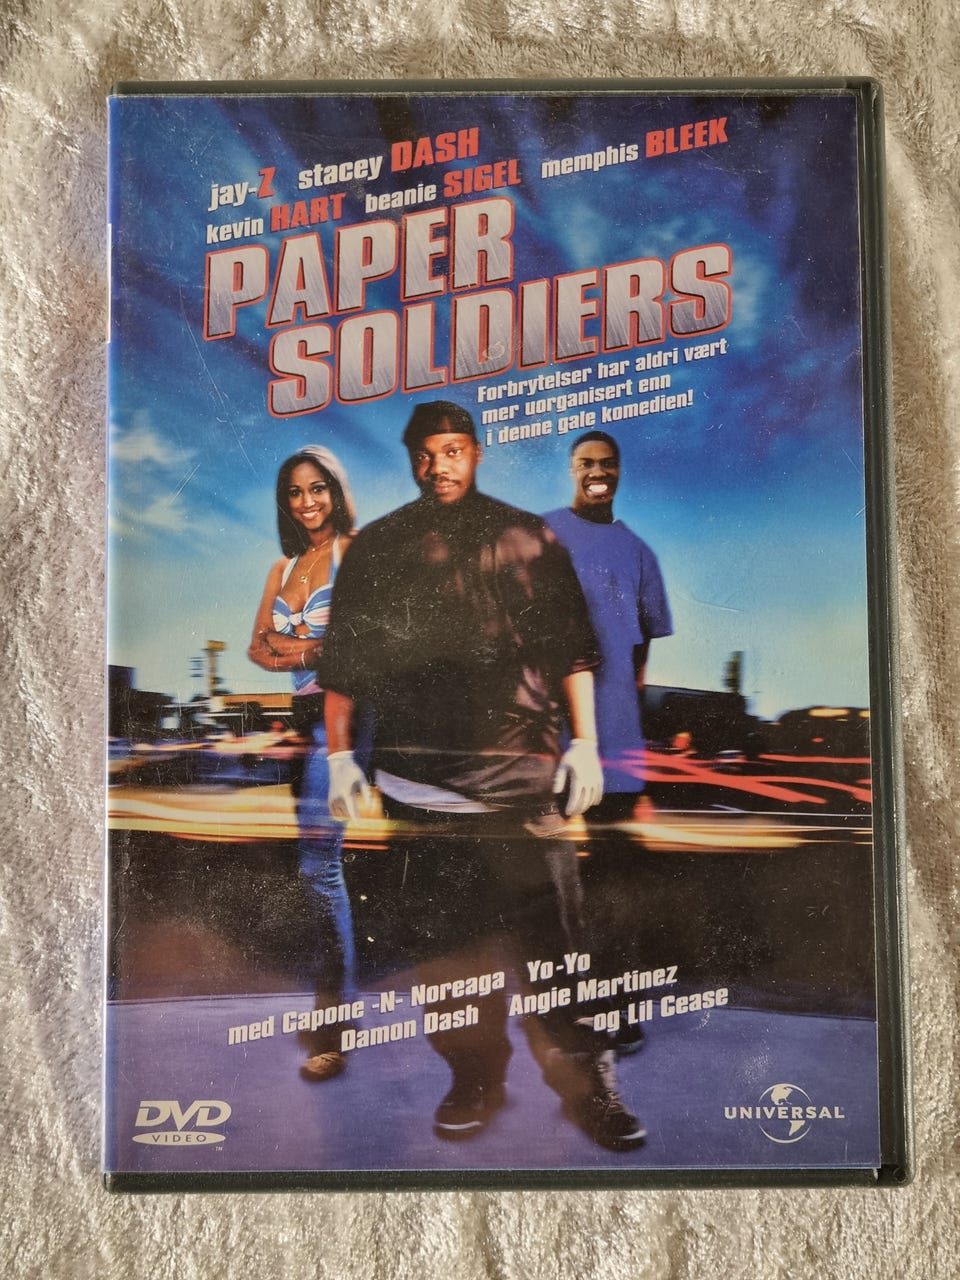 jay-Z stacey DASH
kevin HART beanie SIGEL memphis BLEEK
PAPER
SOLDIERS
Forbrytelser har aldri vært
mer uorganisert enn
i denne gale komedien!
med Capone -N- Noreaga Yo-Yo
Damon Dash Angie Martinez
og Lil Cease
DVD
VIDEO
TM
UNIVERSAL